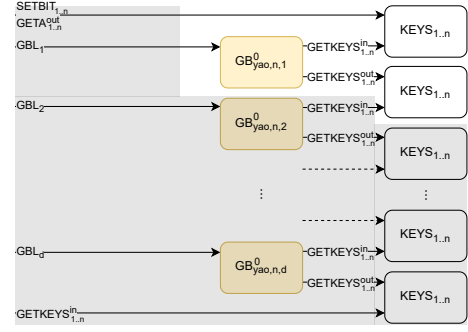 SETBIT1..n
GETAout1..n
KEYS1..n
GBL1
GB0yao,n,1
GETKEYSin1..n
GETKEYSout1..n
KEYS1..n
GBL2
GB0yao,n,2
GETKEYSin1..n
GETKEYSout1..n
KEYS1..n
⋮
⋮
KEYS1..n
GBLd
GB0yao,n,d
GETKEYSin1..n
GETKEYSout1..n
KEYS1..n
GETKEYSin1..n